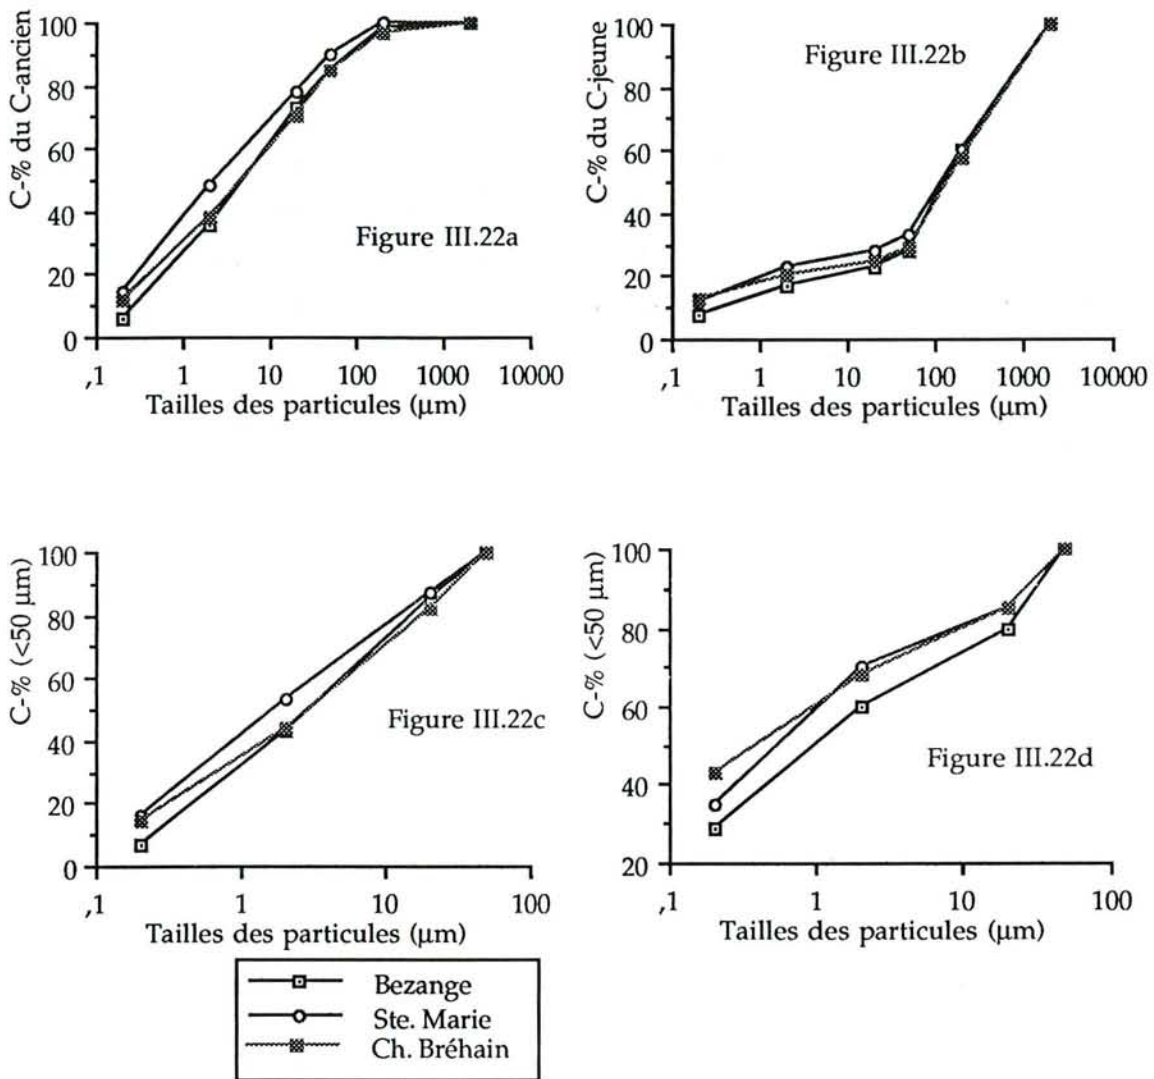 C-% du C-ancien
100
80
60
40
20
0
Figure III.22a
,1 1 10 100 1000 10000
Tailles des particules (µm)
C-% du C-jeune
100
80
60
40
20
0
Figure III.22b
,1 1 10 100 1000 10000
Tailles des particules (µm)
C-% (<50 µm)
100
80
60
40
20
0
Figure III.22c
,1 1 10 100
Tailles des particules (µm)
C-% (<50 µm)
100
80
60
40
20
Figure III.22d
,1 1 10 100
Tailles des particules (µm)
Bezange
Ste. Marie
Ch. Bréhain